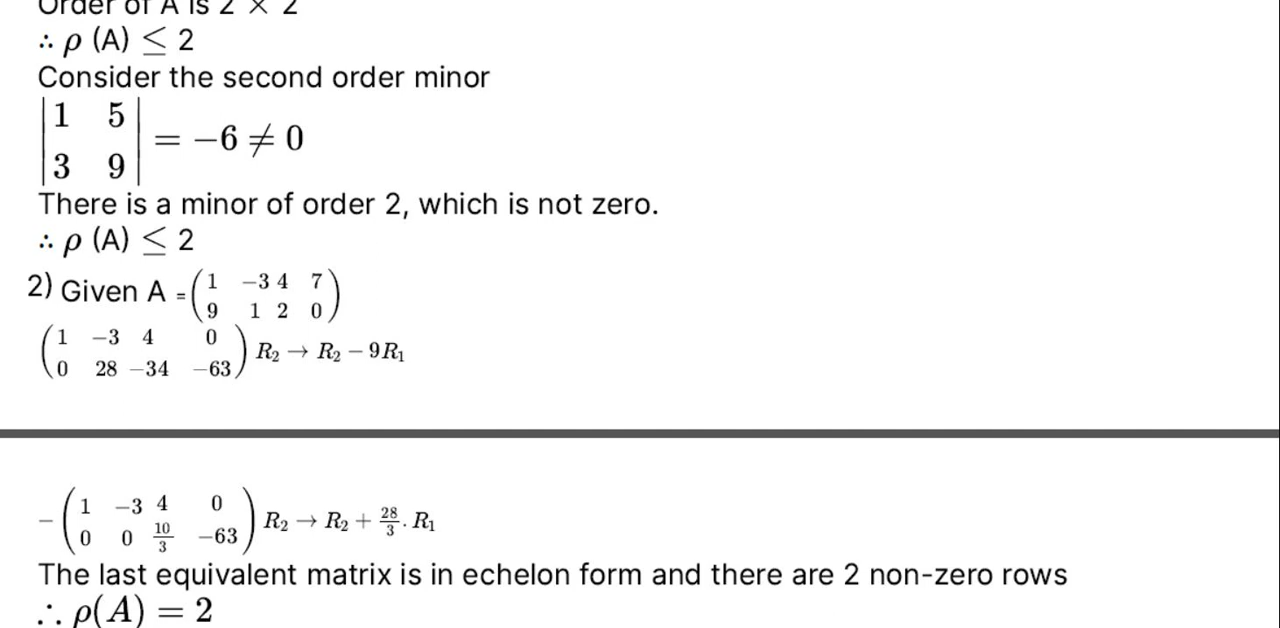 Order of A is 2 × 2
∴ ρ (A) ≤ 2
Consider the second order minor
|1 5|
|3 9| = −6 ≠ 0
There is a minor of order 2, which is not zero.
∴ ρ (A) ≤ 2
2) Given A = (1 −3 4 7
9 1 2 0)
(1 −3 4 0
0 28 −34 −63) R₂ → R₂ − 9R₁
− (1 −3 4 0
0 0 10/3 −63) R₂ → R₂ + 28/3 . R₁
The last equivalent matrix is in echelon form and there are 2 non-zero rows
∴ ρ(A) = 2